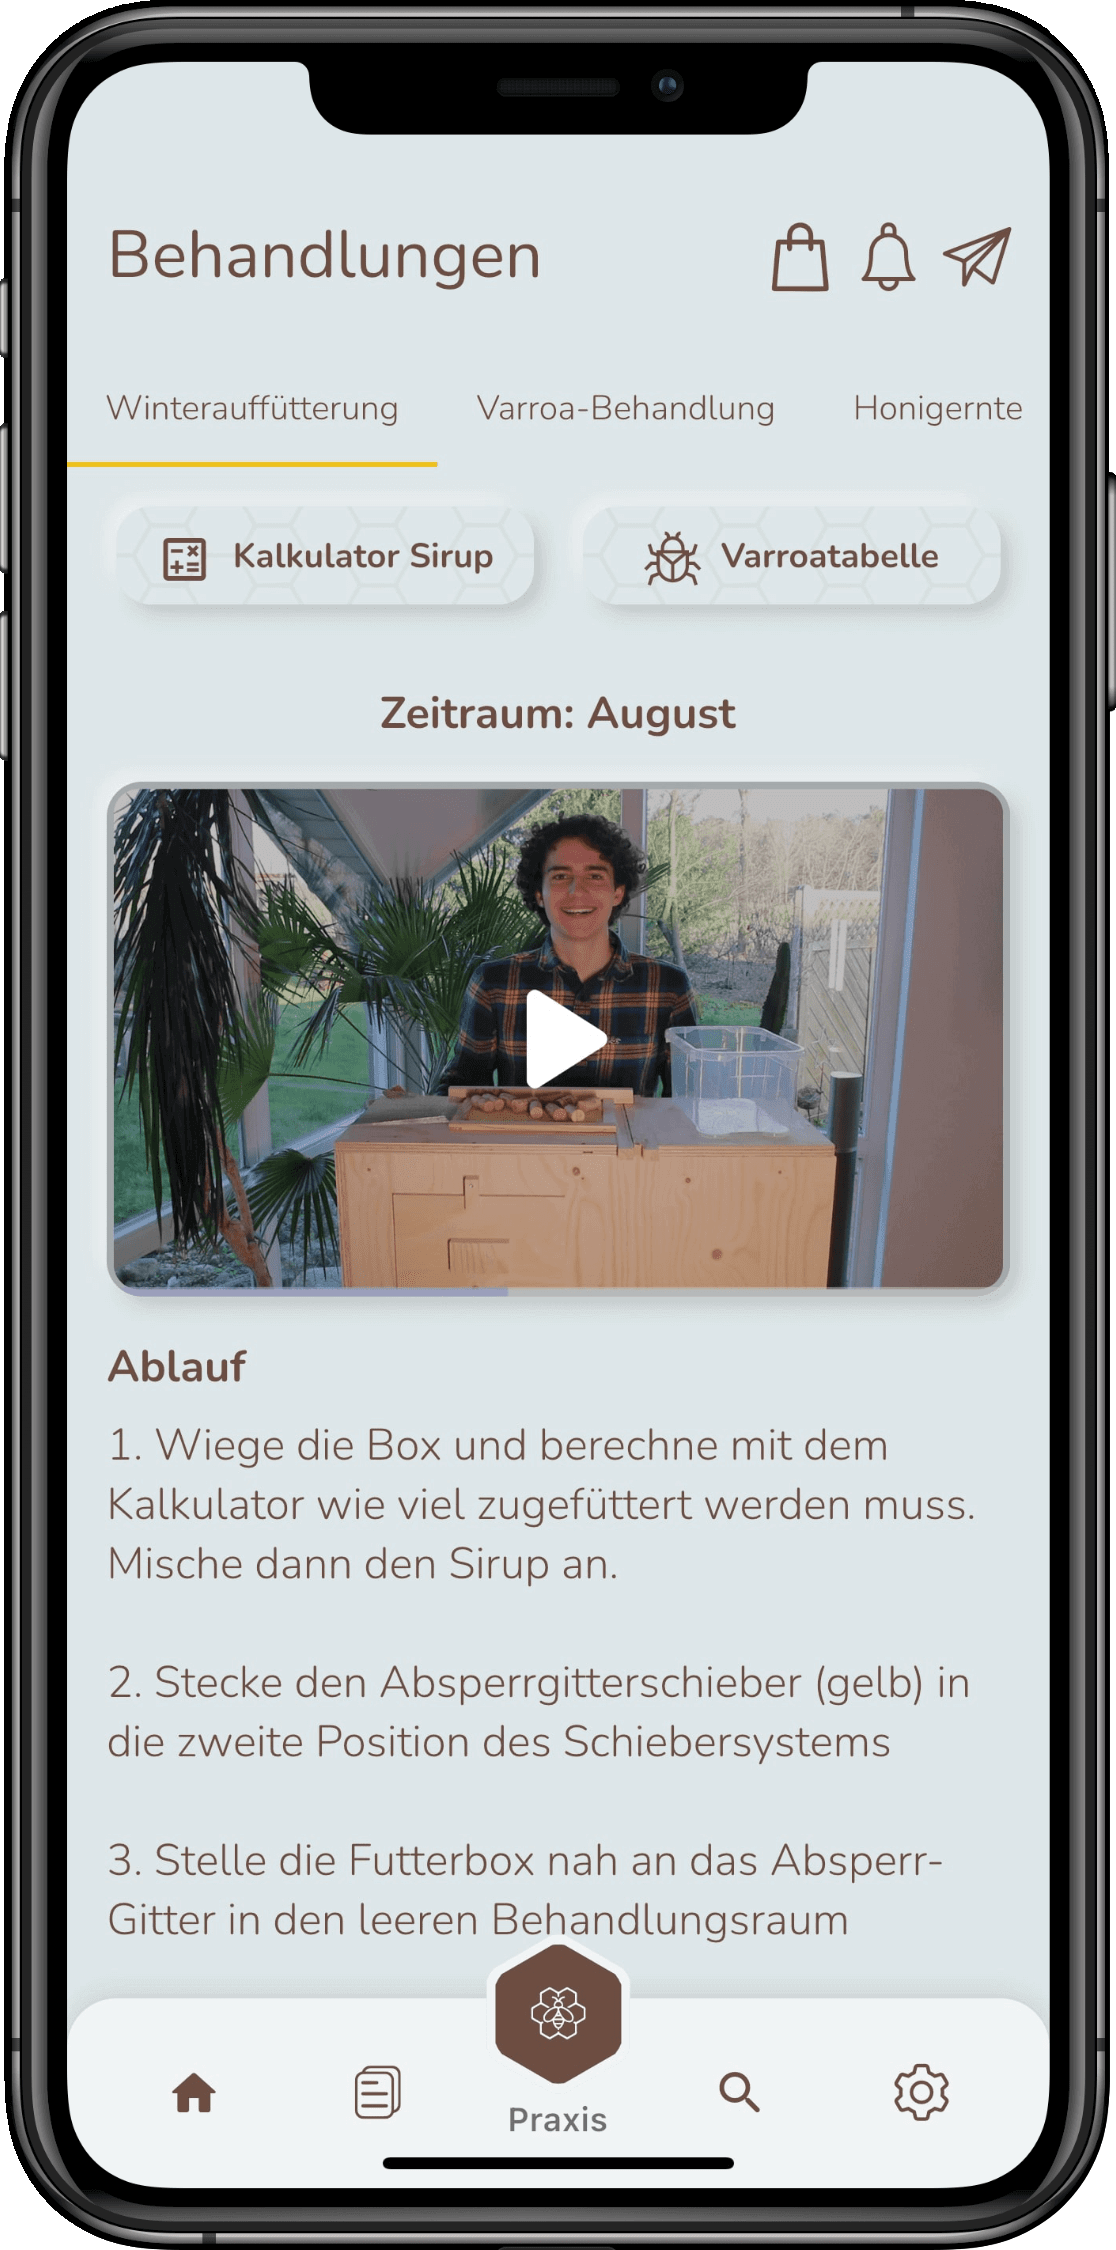 Behandlungen
Winterauffütterung
Varroa-Behandlung
Honigernte
Kalkulator Sirup
Varroatabelle
Zeitraum: August
Ablauf
1. Wiege die Box und berechne mit dem
Kalkulator wie viel zugefüttert werden muss.
Mische dann den Sirup an.
2. Stecke den Absperrgitterschieber (gelb) in
die zweite Position des Schiebersystems
3. Stelle die Futterbox nah an das Absperr-
Gitter in den leeren Behandlungsraum
Praxis